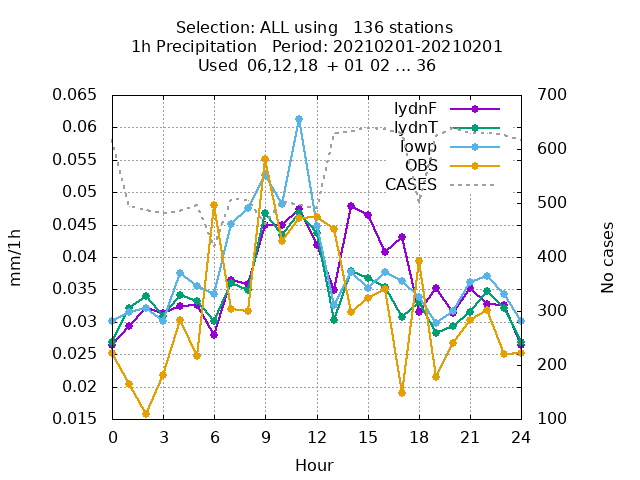 Selection: ALL using   136 stations
1h Precipitation   Period: 20210201-20210201
Used  06,12,18  + 01 02 ... 36
0.065
0.06
0.055
0.05
0.045
0.04
0.035
0.03
0.025
0.02
0.015
700
600
500
400
300
200
100
0 3 6 9 12 15 18 21 24
mm/1h
No cases
Hour
lydnF
lydnT
lowp
OBS
CASES